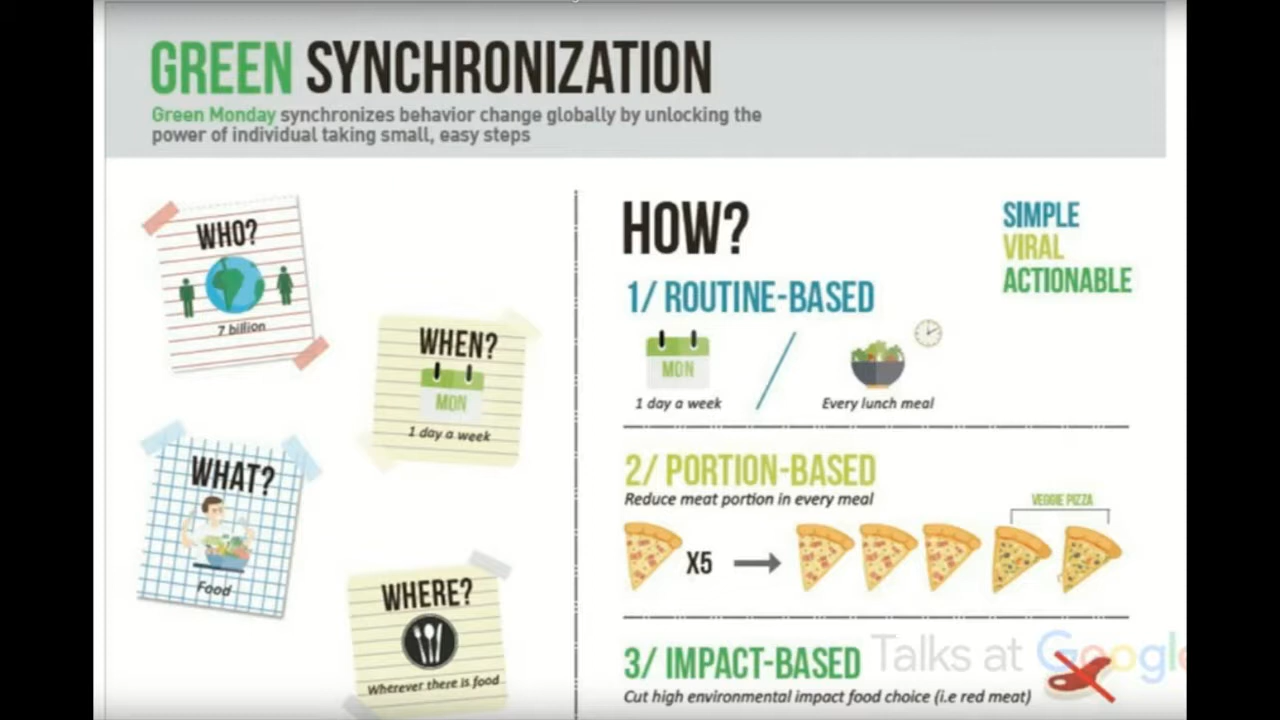 GREEN SYNCHRONIZATION
Green Monday synchronizes behavior change globally by unlocking the
power of individual taking small, easy steps
WHO?
7 billion
WHEN?
MON
1 day a week
WHAT?
Food
WHERE?
Wherever there is food
HOW?
SIMPLE
VIRAL
ACTIONABLE
1/ ROUTINE-BASED
MON
1 day a week
Every lunch meal
2/ PORTION-BASED
Reduce meat portion in every meal
VEGGIE PIZZA
X5
3/ IMPACT-BASED
Cut high environmental impact food choice (i.e red meat)
Talks at Google